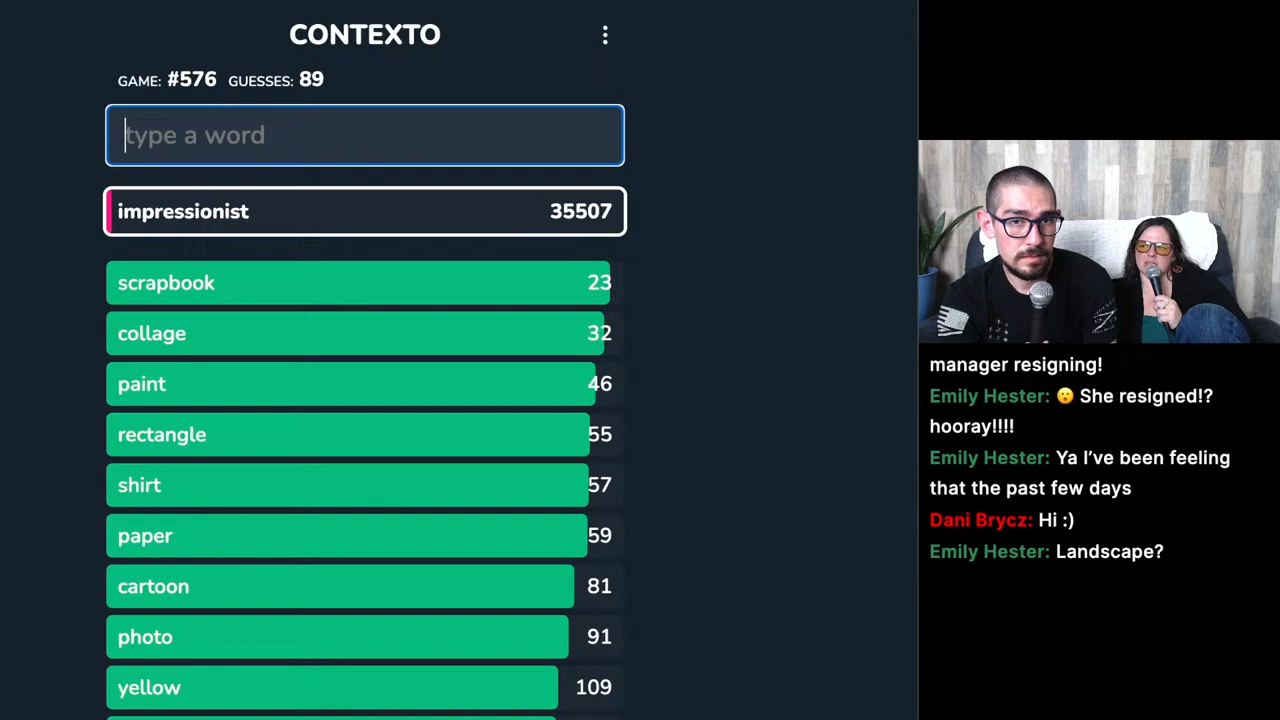 CONTEXTO
GAME: #576 GUESSES: 89
type a word
impressionist 35507
scrapbook 23
collage 32
paint 46
rectangle 55
shirt 57
paper 59
cartoon 81
photo 91
yellow 109
manager resigning!
Emily Hester: 😮 She resigned!?
hooray!!!!
Emily Hester: Ya I've been feeling
that the past few days
Dani Brycz: Hi :)
Emily Hester: Landscape?